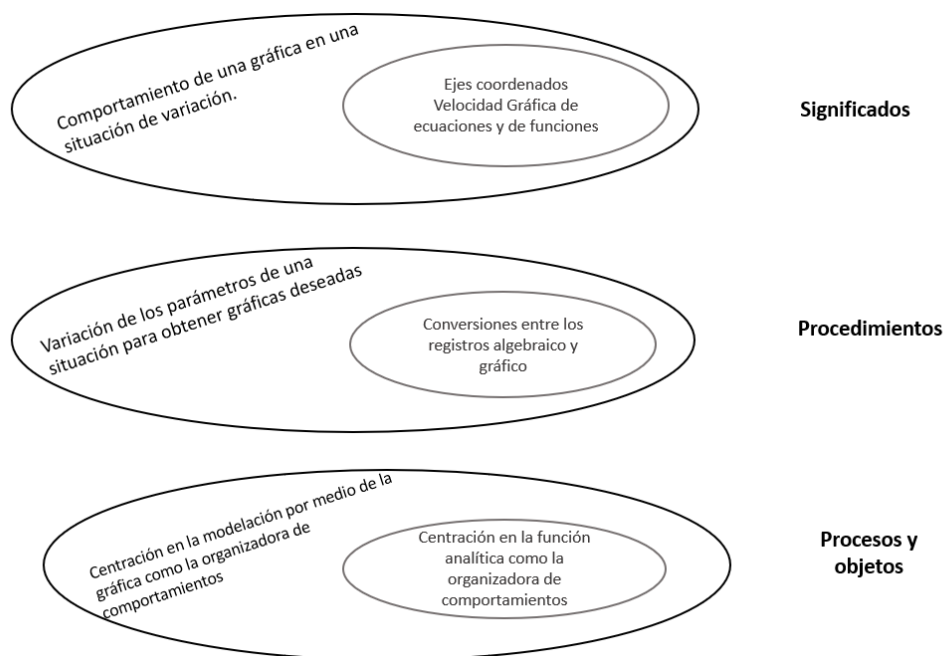 Comportamiento de una gráfica en una
situación de variación.
Ejes coordenados
Velocidad Gráfica de
ecuaciones y de funciones
Significados
Variación de los parámetros de una
situación para obtener gráficas deseadas
Conversiones entre los
registros algebraico y
gráfico
Procedimientos
Centración en la modelación por medio de la
gráfica como la organizadora de
comportamientos
Centración en la función
analítica como la
organizadora de
comportamientos
Procesos y
objetos